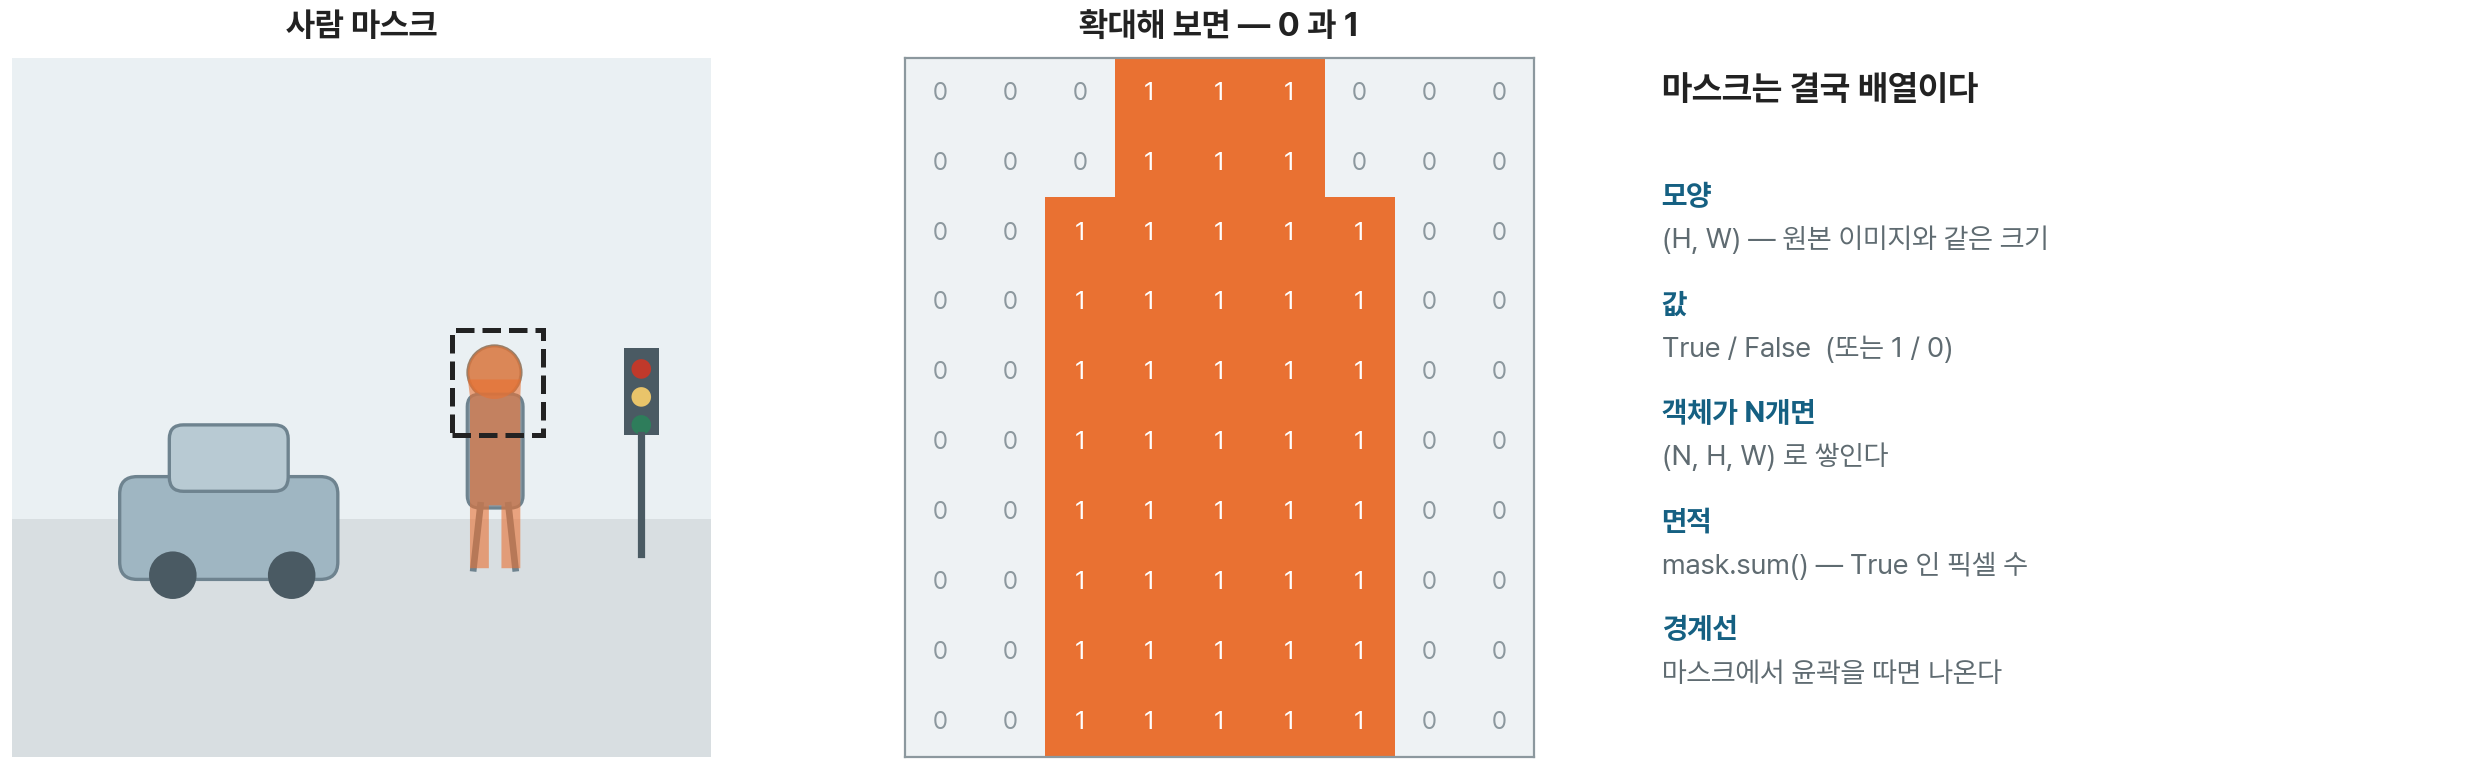 사람 마스크
확대해 보면 — 0 과 1
0 0 0 1 1 1 0 0 0
0 0 0 1 1 1 0 0 0
0 0 1 1 1 1 1 0 0
0 0 1 1 1 1 1 0 0
0 0 1 1 1 1 1 0 0
0 0 1 1 1 1 1 0 0
0 0 1 1 1 1 1 0 0
0 0 1 1 1 1 1 0 0
0 0 1 1 1 1 1 0 0
0 0 1 1 1 1 1 0 0
마스크는 결국 배열이다
모양
(H, W) — 원본 이미지와 같은 크기
값
True / False (또는 1 / 0)
객체가 N개면
(N, H, W) 로 쌓인다
면적
mask.sum() — True 인 픽셀 수
경계선
마스크에서 윤곽을 따면 나온다